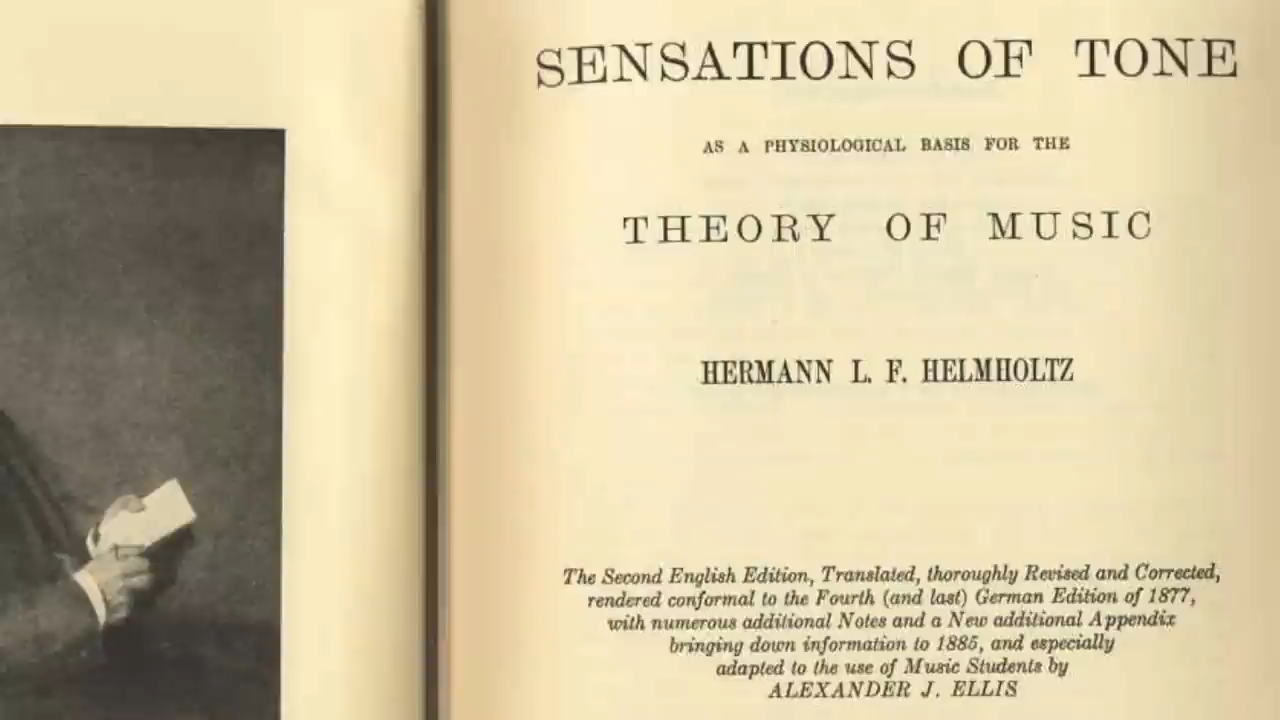 SENSATIONS OF TONE
AS A PHYSIOLOGICAL BASIS FOR THE
THEORY OF MUSIC
HERMANN L. F. HELMHOLTZ
The Second English Edition, Translated, thoroughly Revised and Corrected,
rendered conformal to the Fourth (and last) German Edition of 1877,
with numerous additional Notes and a New additional Appendix
bringing down information to 1885, and especially
adapted to the use of Music Students by
ALEXANDER J. ELLIS